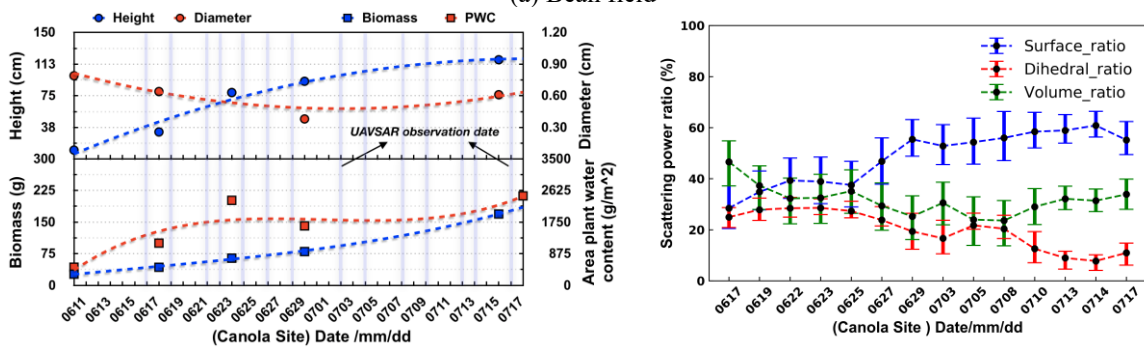 (a) Bean field
Height Diameter Biomass PWC
150
113
75
38
300
225
150
75
0
Height (cm)
Biomass (g)
1.20
0.90
0.60
0.30
3500
2625
1750
875
0
Diameter (cm)
Area plant water
content (g/m^2)
UAVSAR observation date
0611 0613 0615 0617 0619 0621 0623 0625 0627 0629 0701 0703 0705 0707 0709 0711 0713 0715 0717
(Canola Site) Date /mm/dd
Scattering power ratio (%)
100
80
60
40
20
0
Surface_ratio
Dihedral_ratio
Volume_ratio
0617 0619 0622 0623 0625 0627 0629 0703 0705 0708 0710 0713 0714 0717
(Canola Site ) Date/mm/dd